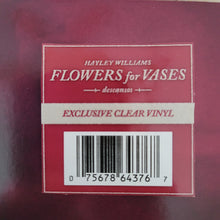 HAYLEY WILLIAMS
FLOWERS for VASES
descansos
EXCLUSIVE CLEAR VINYL
0 75678 64376 7